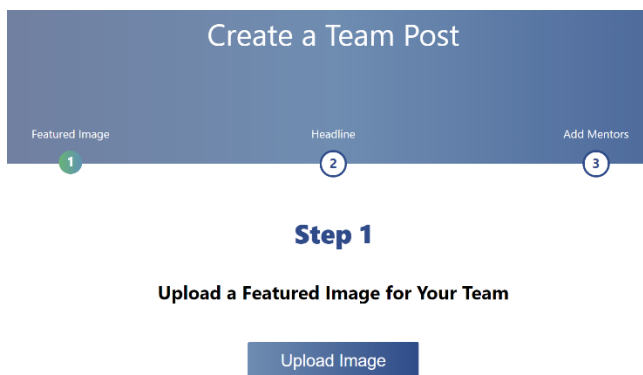 Create a Team Post
Featured Image Headline Add Mentors
1 2 3
Step 1
Upload a Featured Image for Your Team
Upload Image